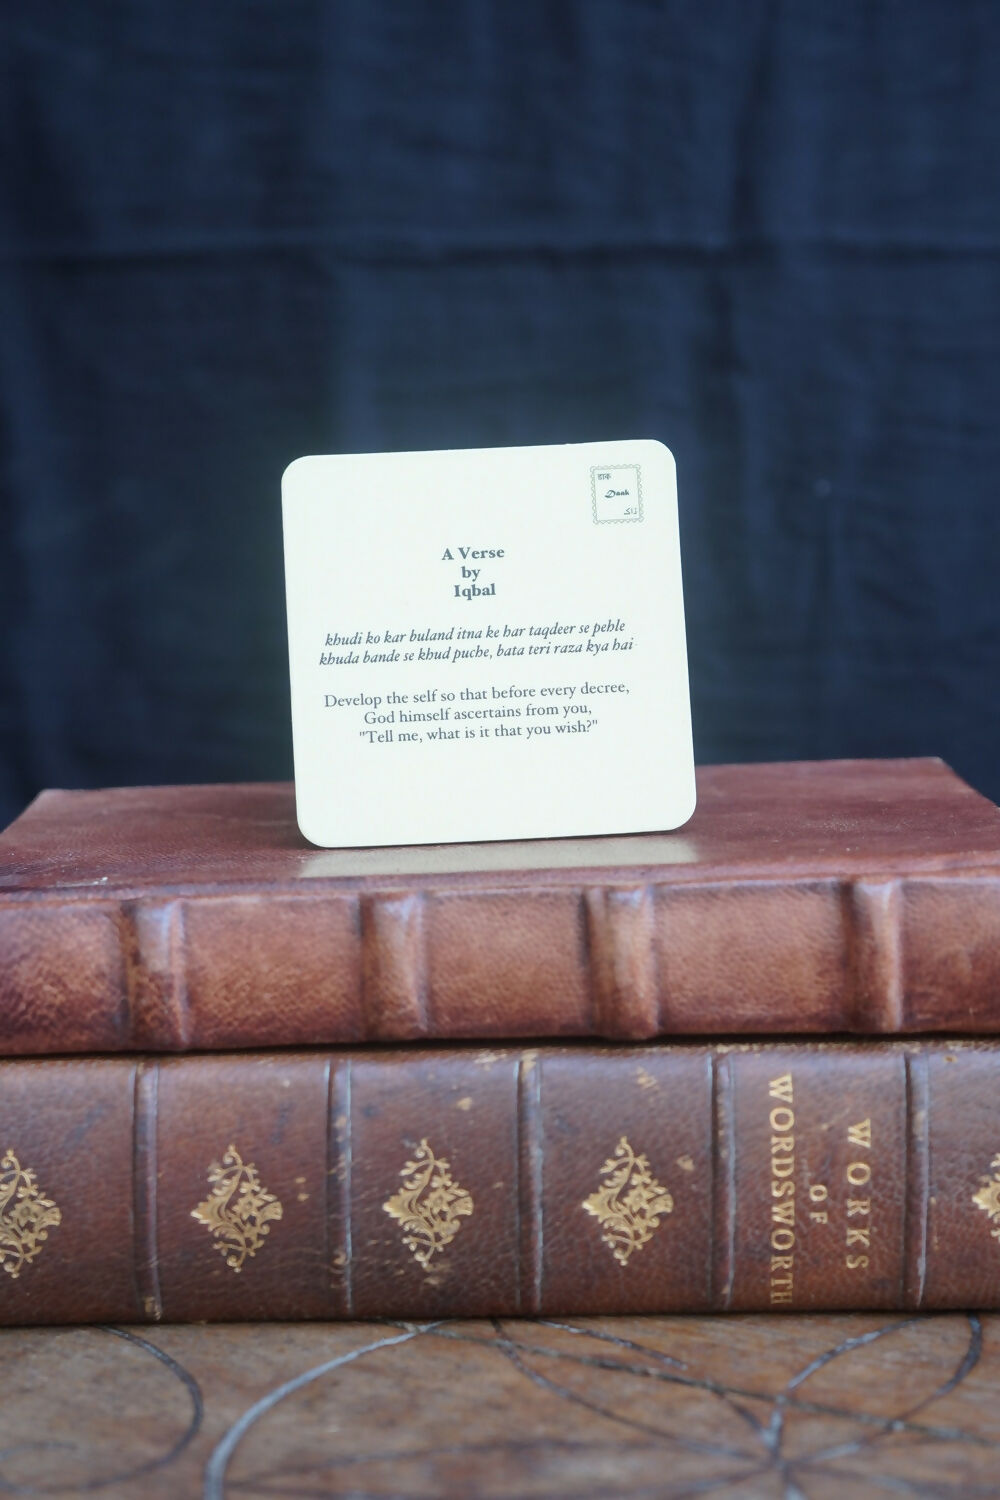 डाक
Daak
ڈاک
A Verse
by
Iqbal
khudi ko kar buland itna ke har taqdeer se pehle
khuda bande se khud puche, bata teri raza kya hai
Develop the self so that before every decree,
God himself ascertains from you,
"Tell me, what is it that you wish?"
WORKS
OF
WORDSWORTH